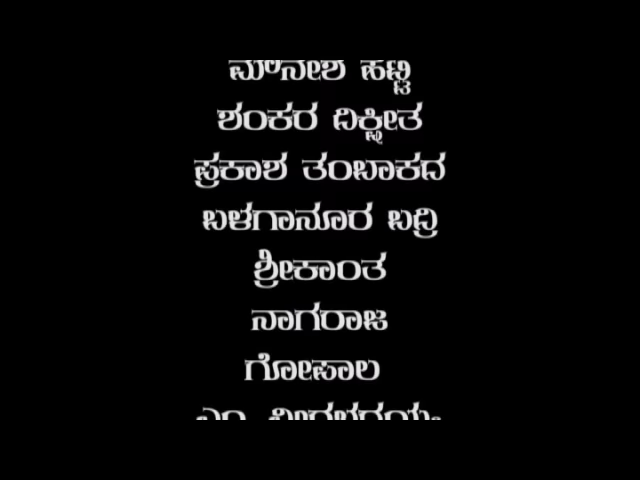 ಮೌನೇಶ ಹಟ್ಟಿ
ಶಂಕರ ದಿಕ್ಷೀತ
ಪ್ರಕಾಶ ತಂಬಾಕದ
ಬಳಗಾನೂರ ಬದ್ರಿ
ಶ್ರೀಕಾಂತ
ನಾಗರಾಜ
ಗೋಪಾಲ
ಎಂ